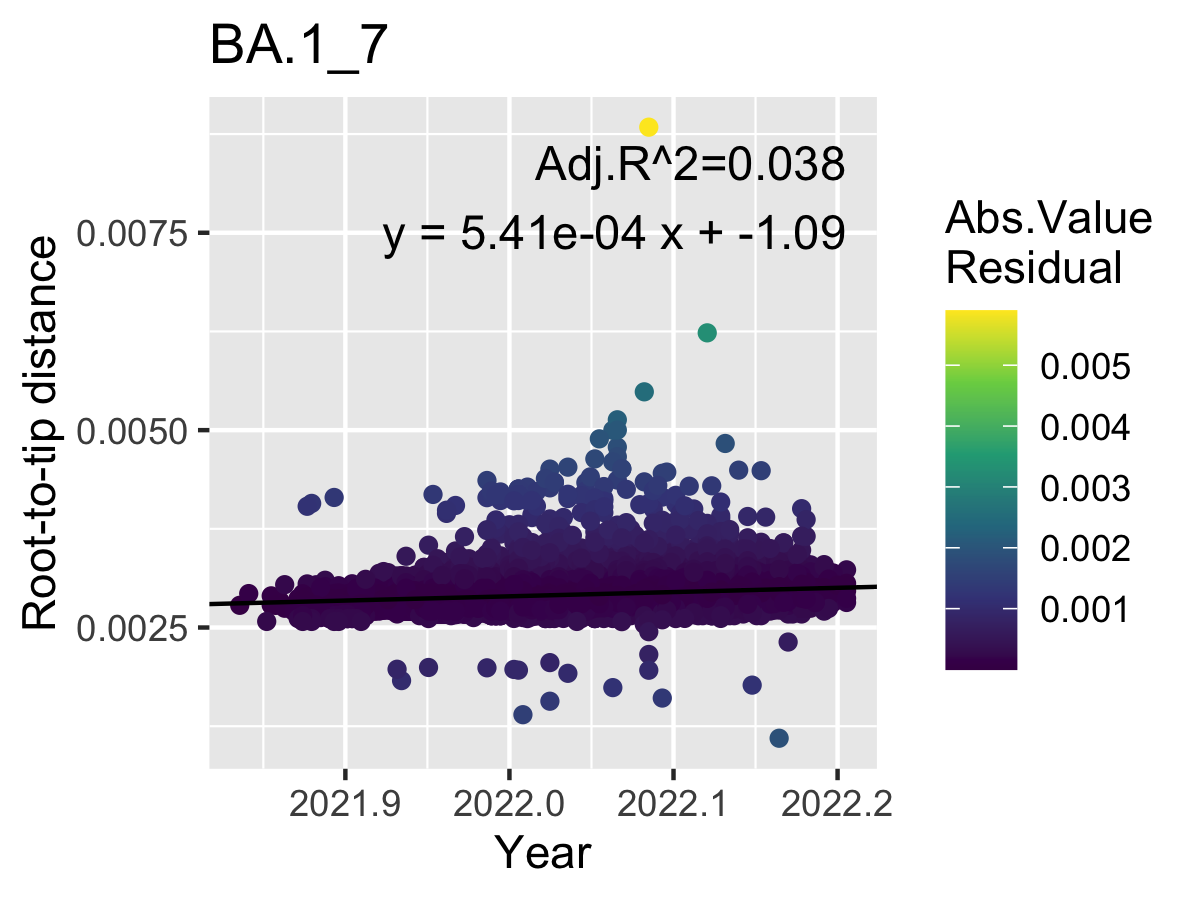 BA.1_7
Adj.R^2=0.038
y = 5.41e-04 x + -1.09
Root-to-tip distance
0.0075
0.0050
0.0025
2021.9
2022.0
2022.1
2022.2
Year
Abs.Value
Residual
0.005
0.004
0.003
0.002
0.001